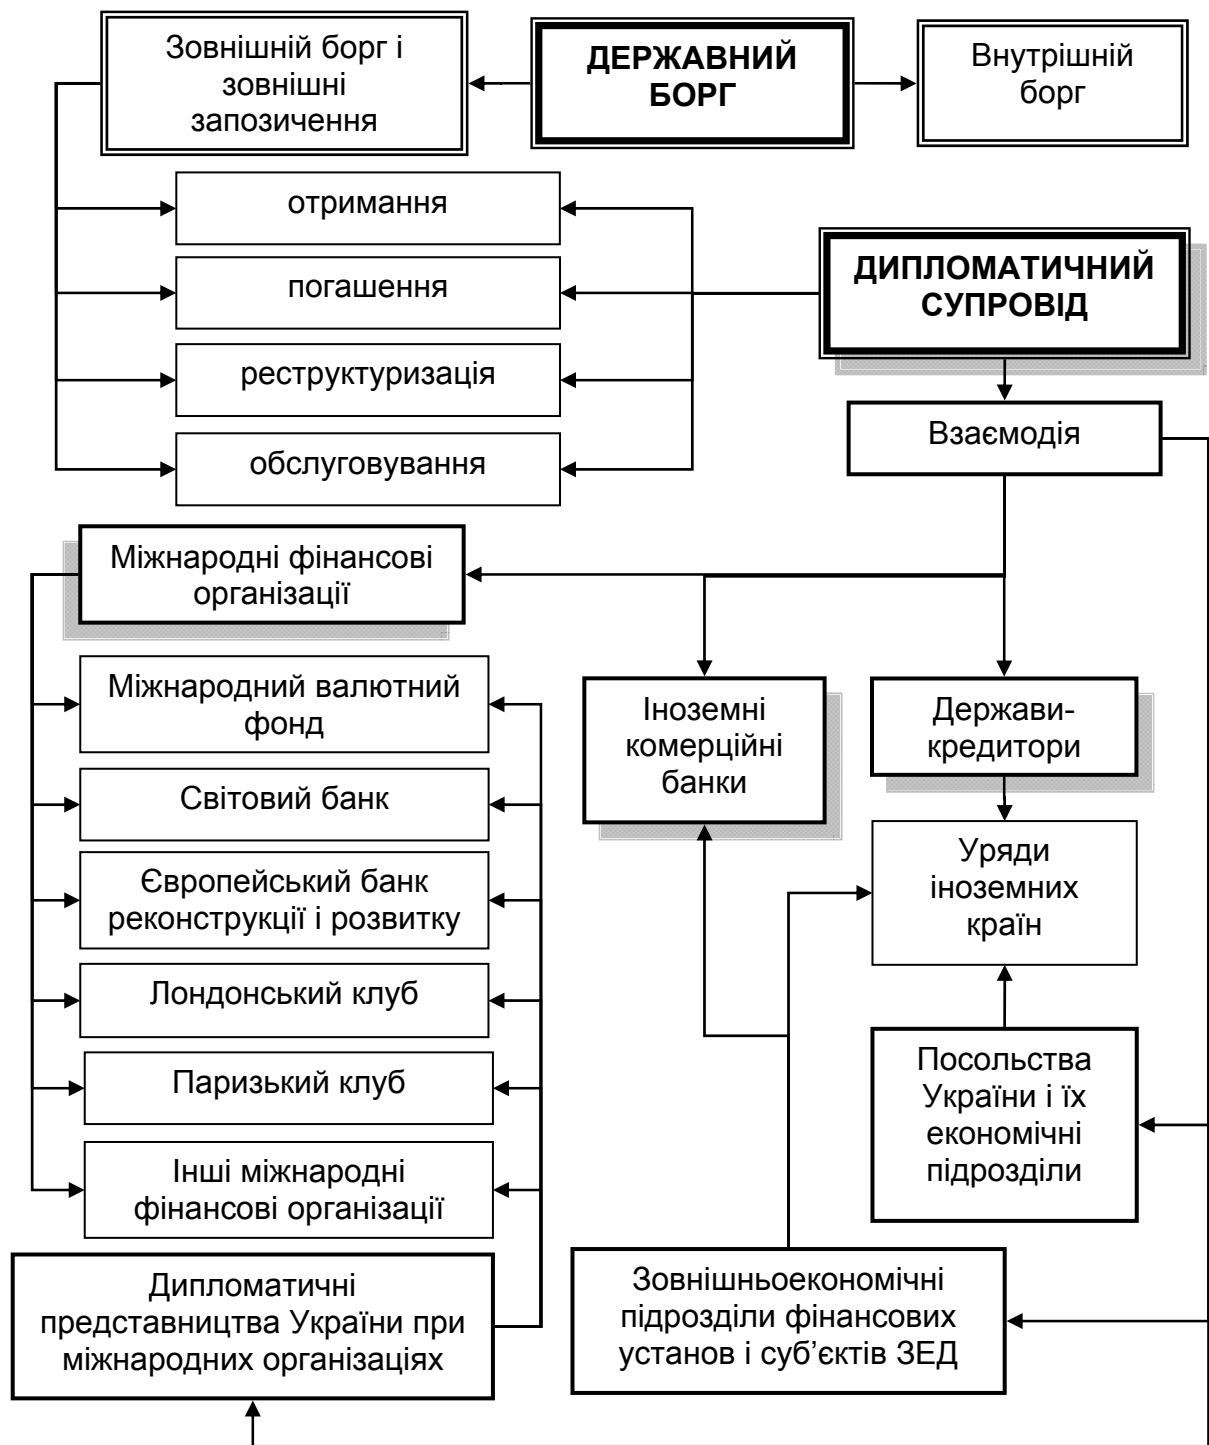 Зовнішній борг і
зовнішні
запозичення
ДЕРЖАВНИЙ
БОРГ
Внутрішній
борг
отримання
погашення
реструктуризація
обслуговування
ДИПЛОМАТИЧНИЙ
СУПРОВІД
Взаємодія
Міжнародні фінансові
організації
Міжнародний валютний
фонд
Світовий банк
Європейський банк
реконструкції і розвитку
Лондонський клуб
Паризький клуб
Інші міжнародні
фінансові організації
Дипломатичні
представництва України при
міжнародних організаціях
Іноземні
комерційні
банки
Держави-
кредитори
Уряди
іноземних
країн
Посольства
України і їх
економічні
підрозділи
Зовнішньоекономічні
підрозділи фінансових
установ і суб’єктів ЗЕД